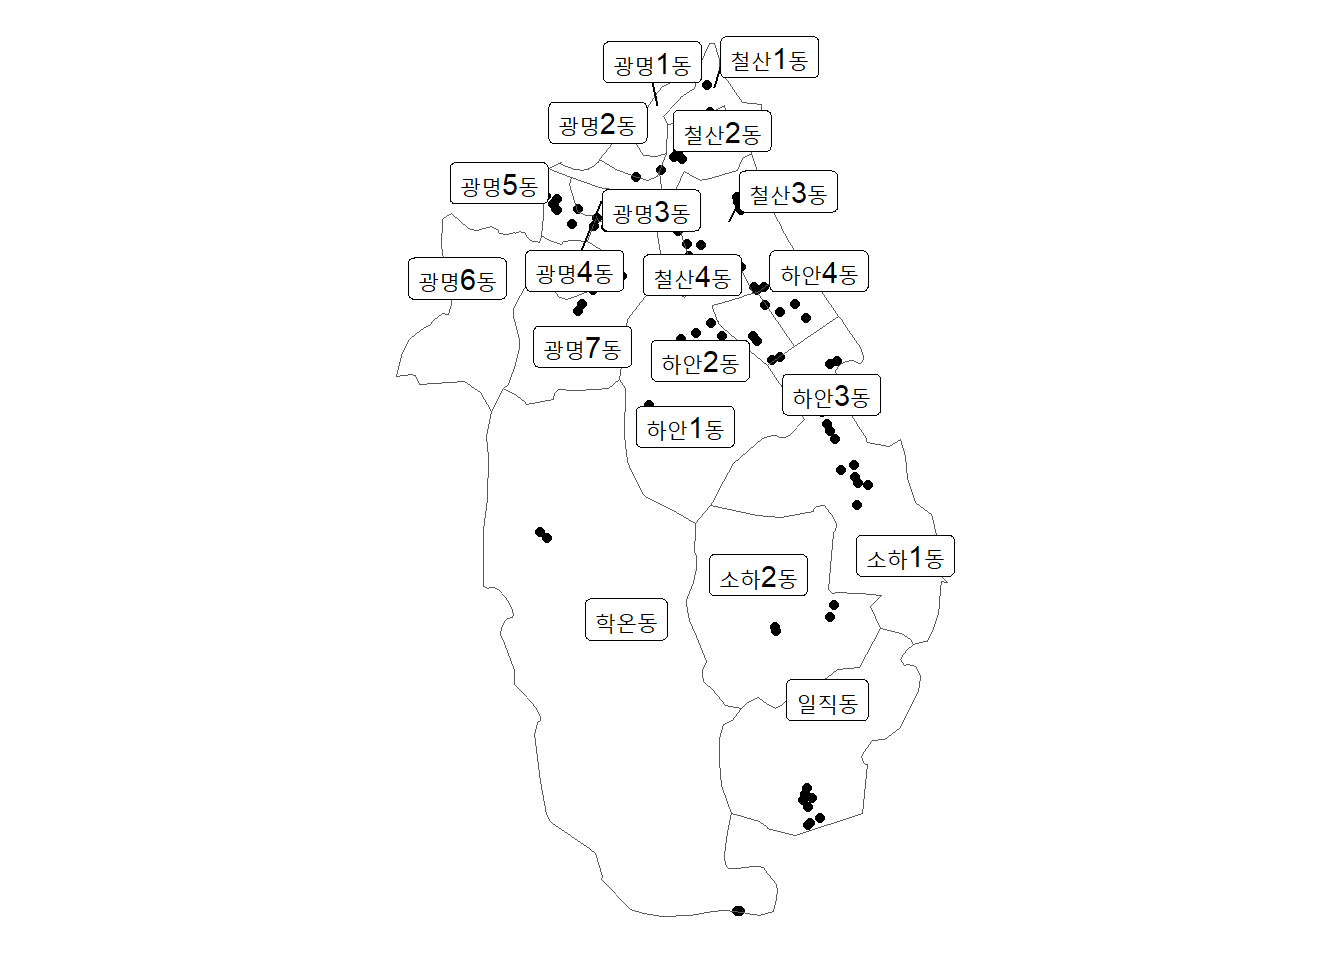 광명1동
철산1동
광명2동
철산2동
광명5동
철산3동
광명3동
광명6동
광명4동
철산4동
하안4동
광명7동
하안2동
하안3동
하안1동
소하1동
소하2동
학온동
일직동